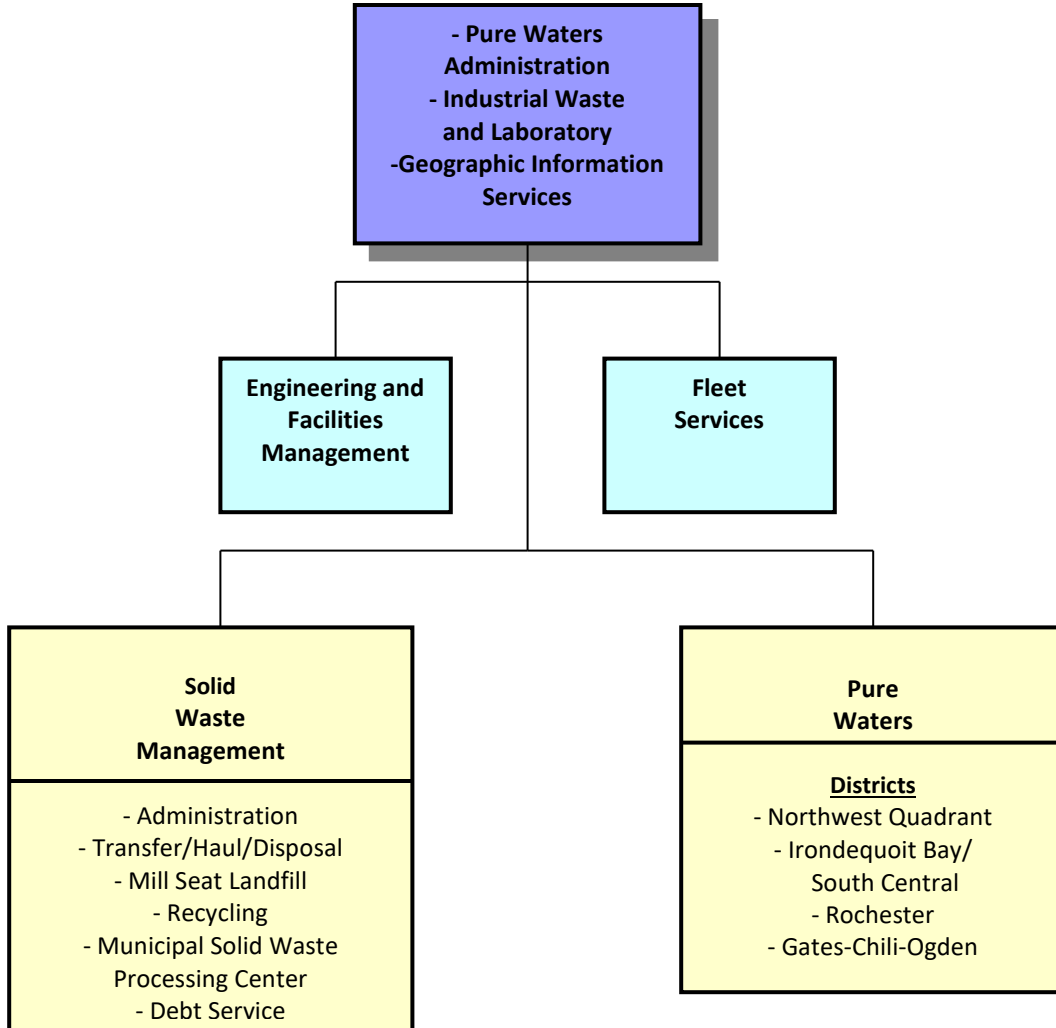 - Pure Waters
Administration
- Industrial Waste
and Laboratory
-Geographic Information
Services
Engineering and
Facilities
Management
Fleet
Services
Solid
Waste
Management
- Administration
- Transfer/Haul/Disposal
- Mill Seat Landfill
- Recycling
- Municipal Solid Waste
Processing Center
- Debt Service
Pure
Waters
Districts
- Northwest Quadrant
- Irondequoit Bay/
South Central
- Rochester
- Gates-Chili-Ogden